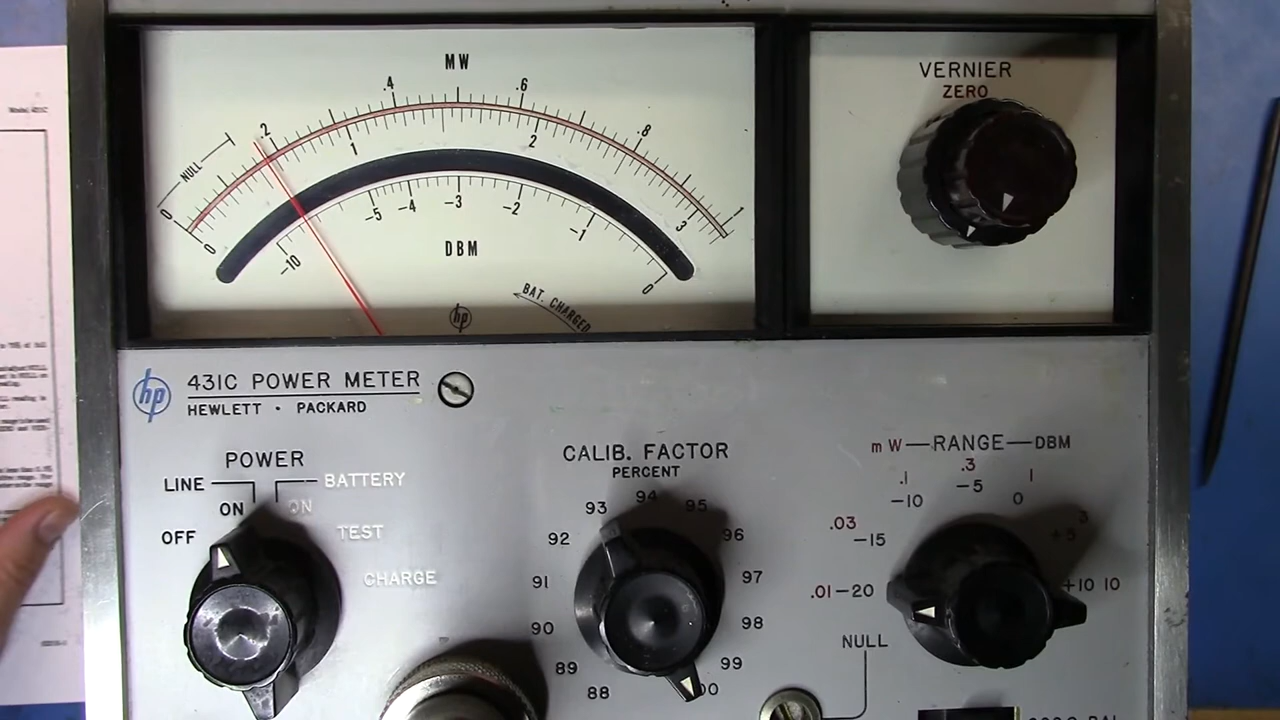 MW
.4 .6
.2 .8
NULL 1 2
0 1
0 -10 -5 -4 -3 -2 -1 3
DBM
0
BAT. CHARGED
hp
VERNIER
ZERO
hp 431C POWER METER
HEWLETT · PACKARD
POWER
LINE BATTERY
ON ON
OFF TEST
CHARGE
CALIB. FACTOR
PERCENT
93 94 95
92 96
91 97
90 98
89 99
88
mW—RANGE—DBM
.1 .3 1
-10 -5 0
.03 3
-15 +5
.01-20 +10 10
NULL